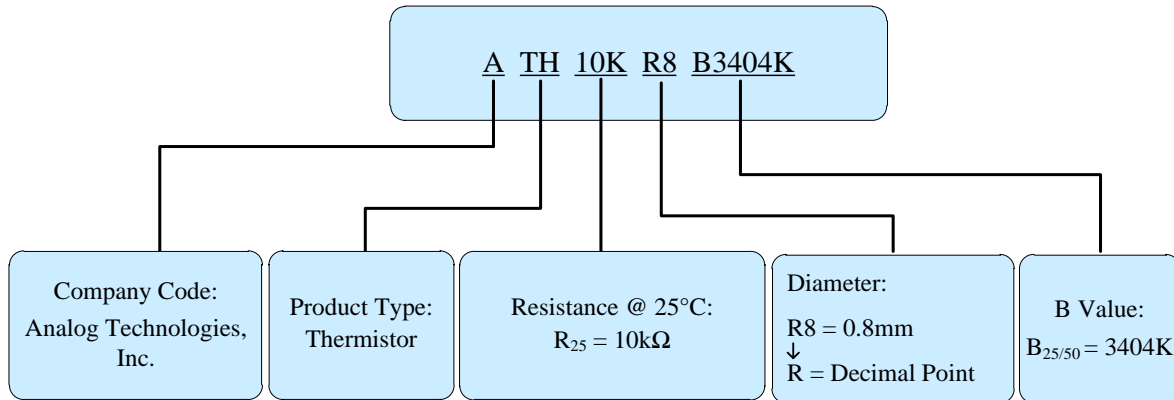 A TH 10K R8 B3404K
Company Code:
Analog Technologies,
Inc.
Product Type:
Thermistor
Resistance @ 25°C:
R₂₅ = 10kΩ
Diameter:
R8 = 0.8mm
↓
R = Decimal Point
B Value:
B₂₅/₅₀ = 3404K